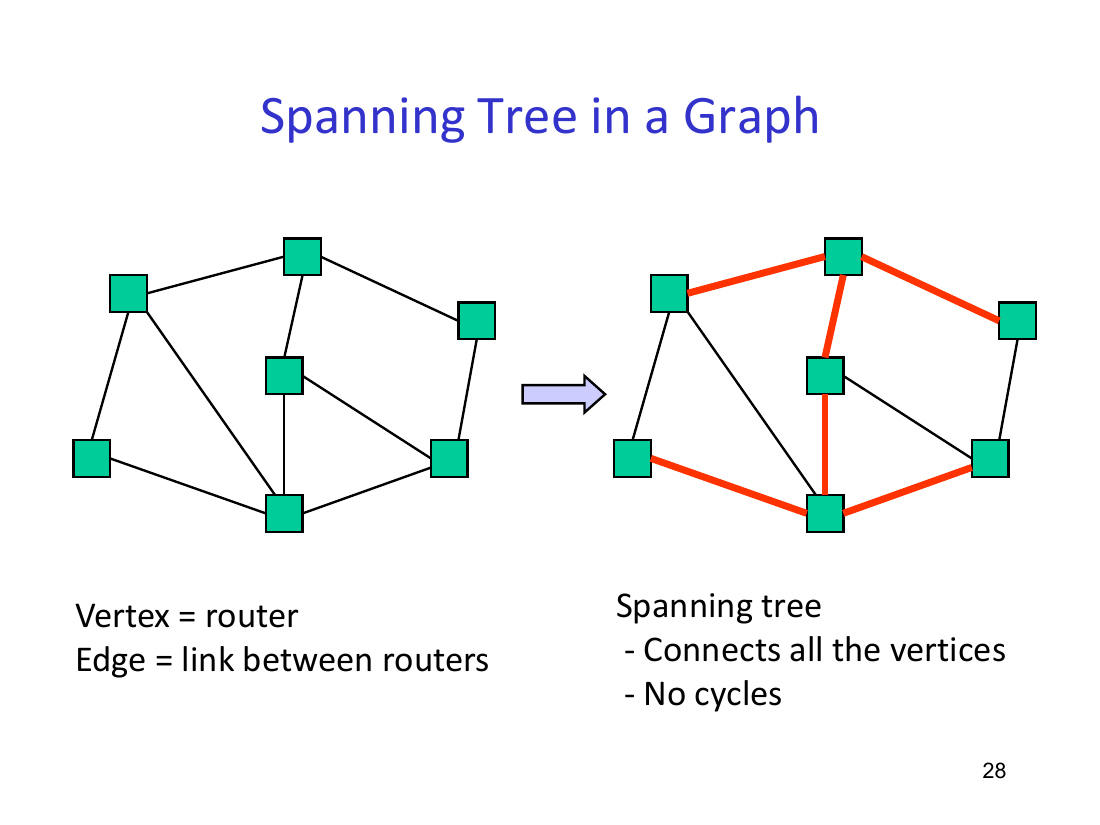 Spanning Tree in a Graph
Vertex = router
Edge = link between routers
Spanning tree
- Connects all the vertices
- No cycles
28